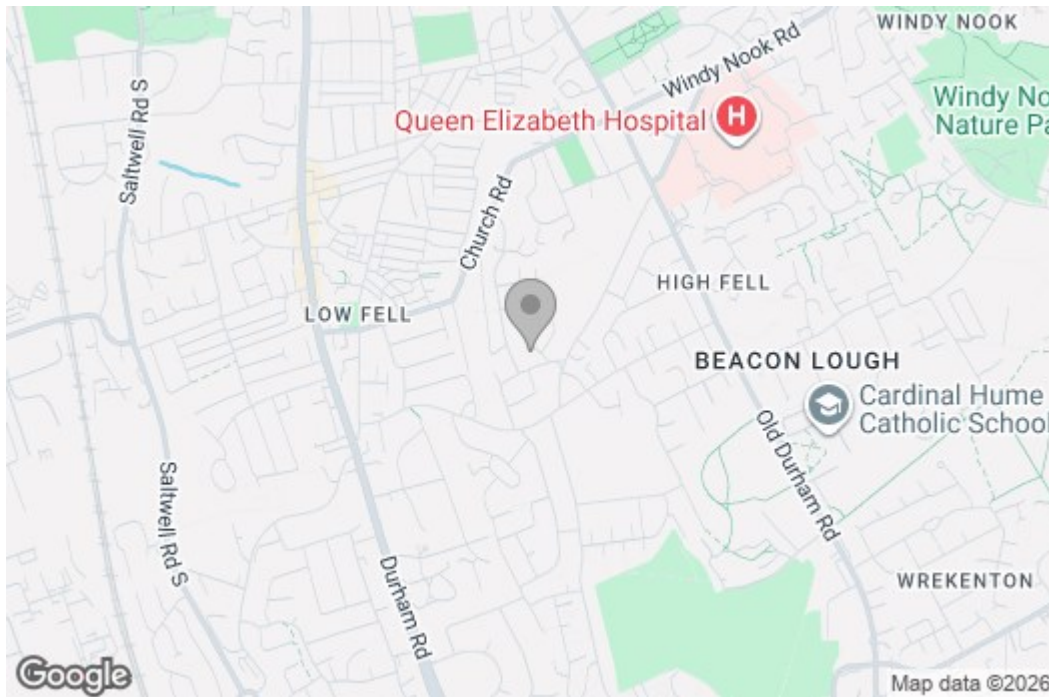 WINDY NOOK
Windy Nook Rd
Saltwell Rd S
Queen Elizabeth Hospital
H
Windy No
Nature Pa
Church Rd
HIGH FELL
LOW FELL
BEACON LOUGH
Cardinal Hume
Catholic School
Old Durham Rd
Saltwell Rd S
Durham Rd
WREKENTON
Google
Map data ©2026